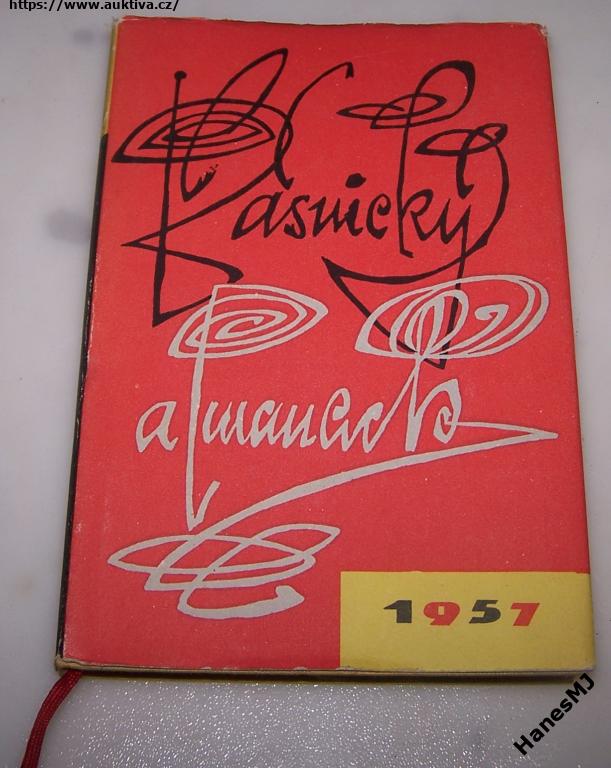 https://www.auktiva.cz/
Básnický
almanach
1957
HanesMJ